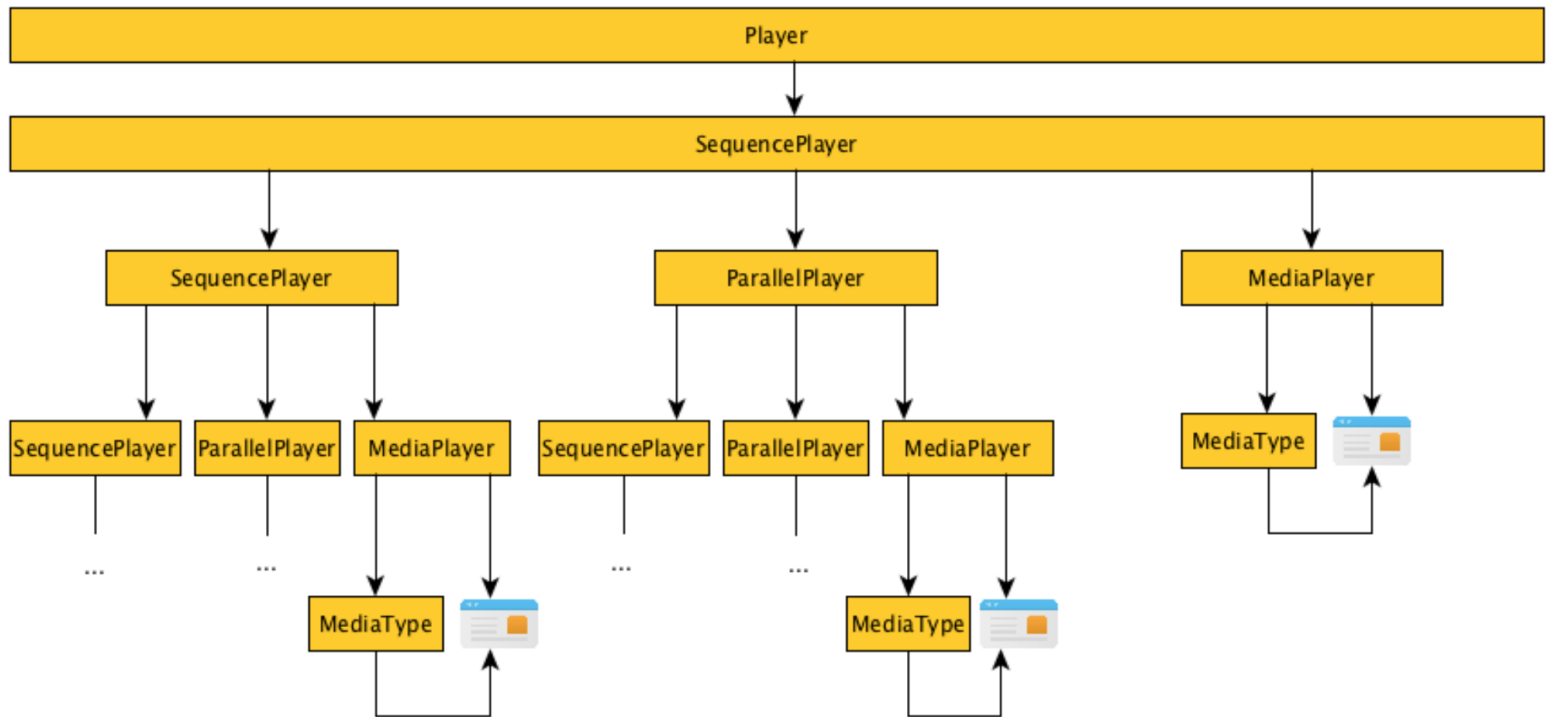 Player
SequencePlayer
SequencePlayer
ParallelPlayer
MediaPlayer
SequencePlayer
ParallelPlayer
MediaPlayer
SequencePlayer
ParallelPlayer
MediaPlayer
MediaType
...
...
...
...
MediaType
MediaType